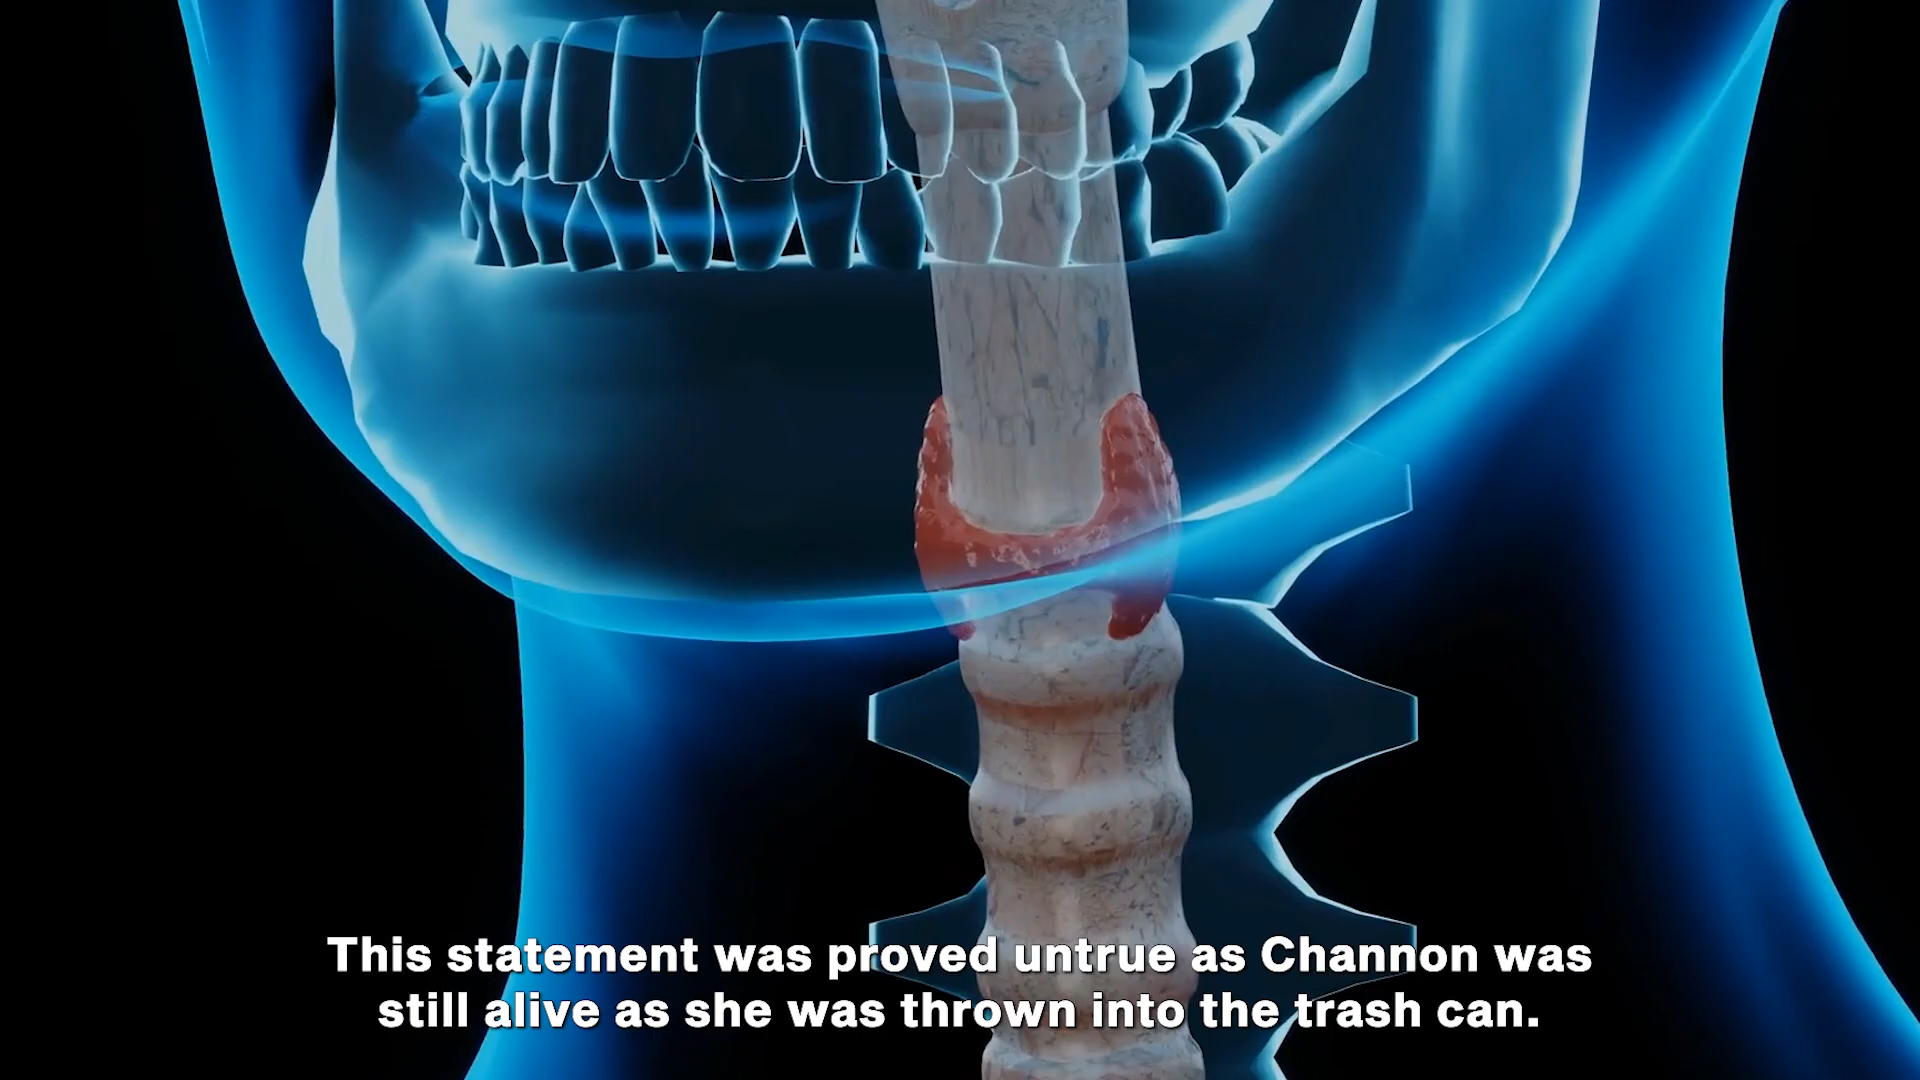 This statement was proved untrue as Channon was
still alive as she was thrown into the trash can.